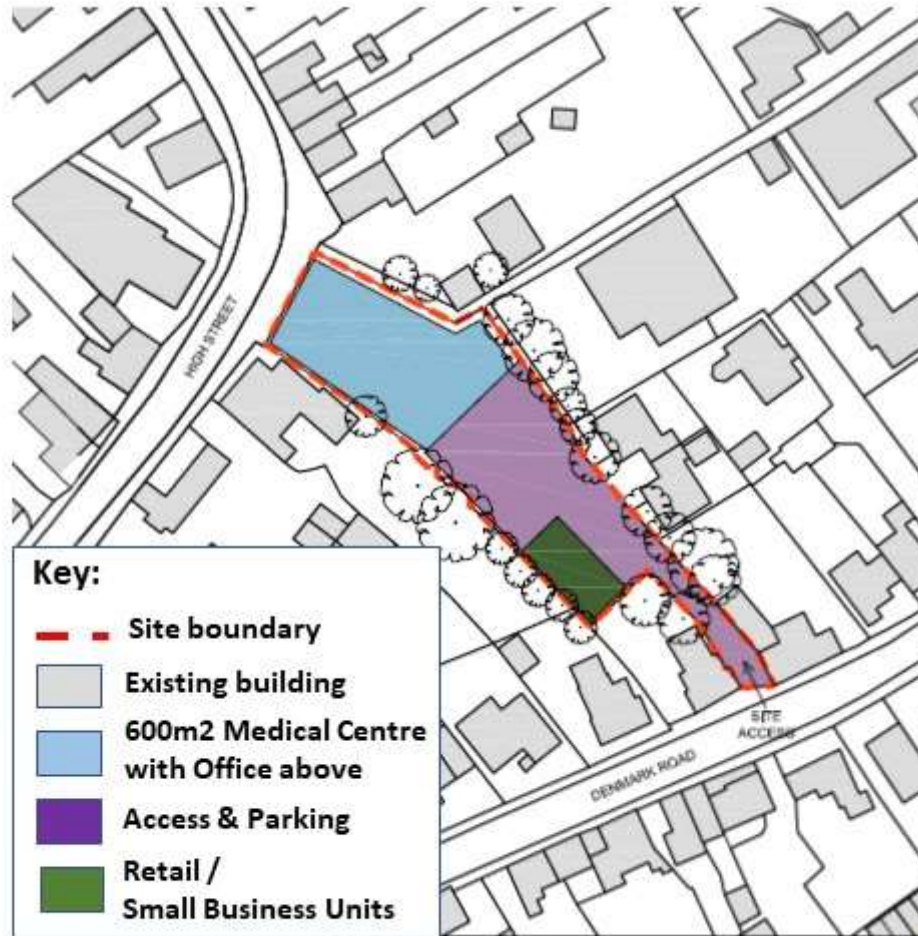 HIGH STREET
SITE
ACCESS
DENMARK ROAD
Key:
Site boundary
Existing building
600m2 Medical Centre
with Office above
Access & Parking
Retail /
Small Business Units